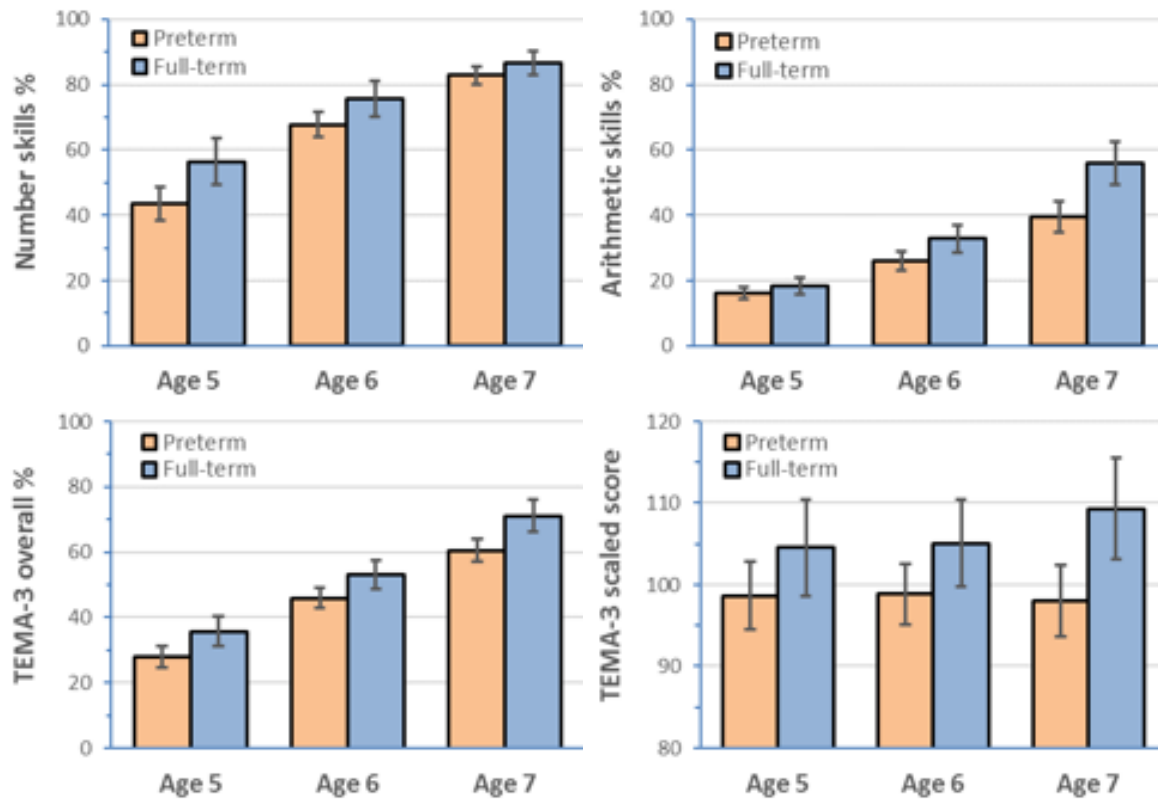 Number skills %
100
80
60
40
20
0
Preterm
Full-term
Age 5 Age 6 Age 7
Arithmetic skills %
100
80
60
40
20
0
Preterm
Full-term
Age 5 Age 6 Age 7
TEMA-3 overall %
100
80
60
40
20
0
Preterm
Full-term
Age 5 Age 6 Age 7
TEMA-3 scaled score
120
110
100
90
80
Preterm
Full-term
Age 5 Age 6 Age 7